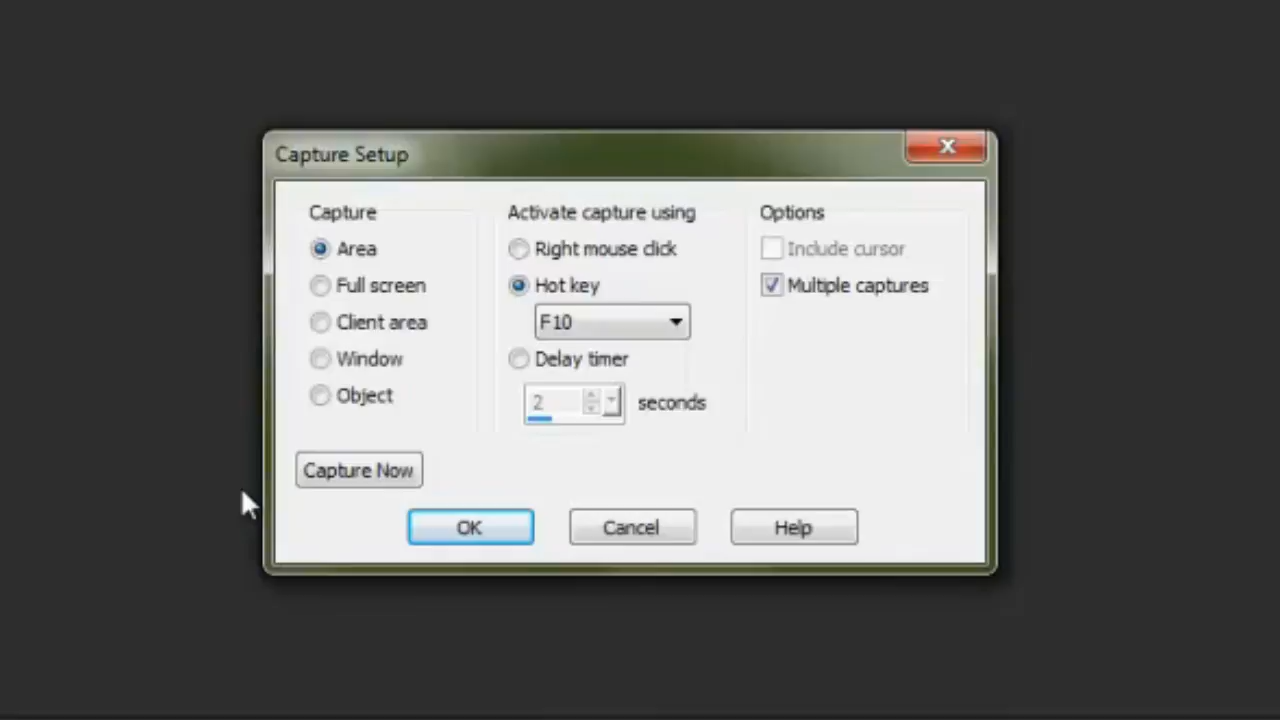 Capture Setup
X
Capture
Area
Full screen
Client area
Window
Object
Activate capture using
Right mouse click
Hot key
F10
Delay timer
2 seconds
Options
Include cursor
Multiple captures
Capture Now
OK
Cancel
Help